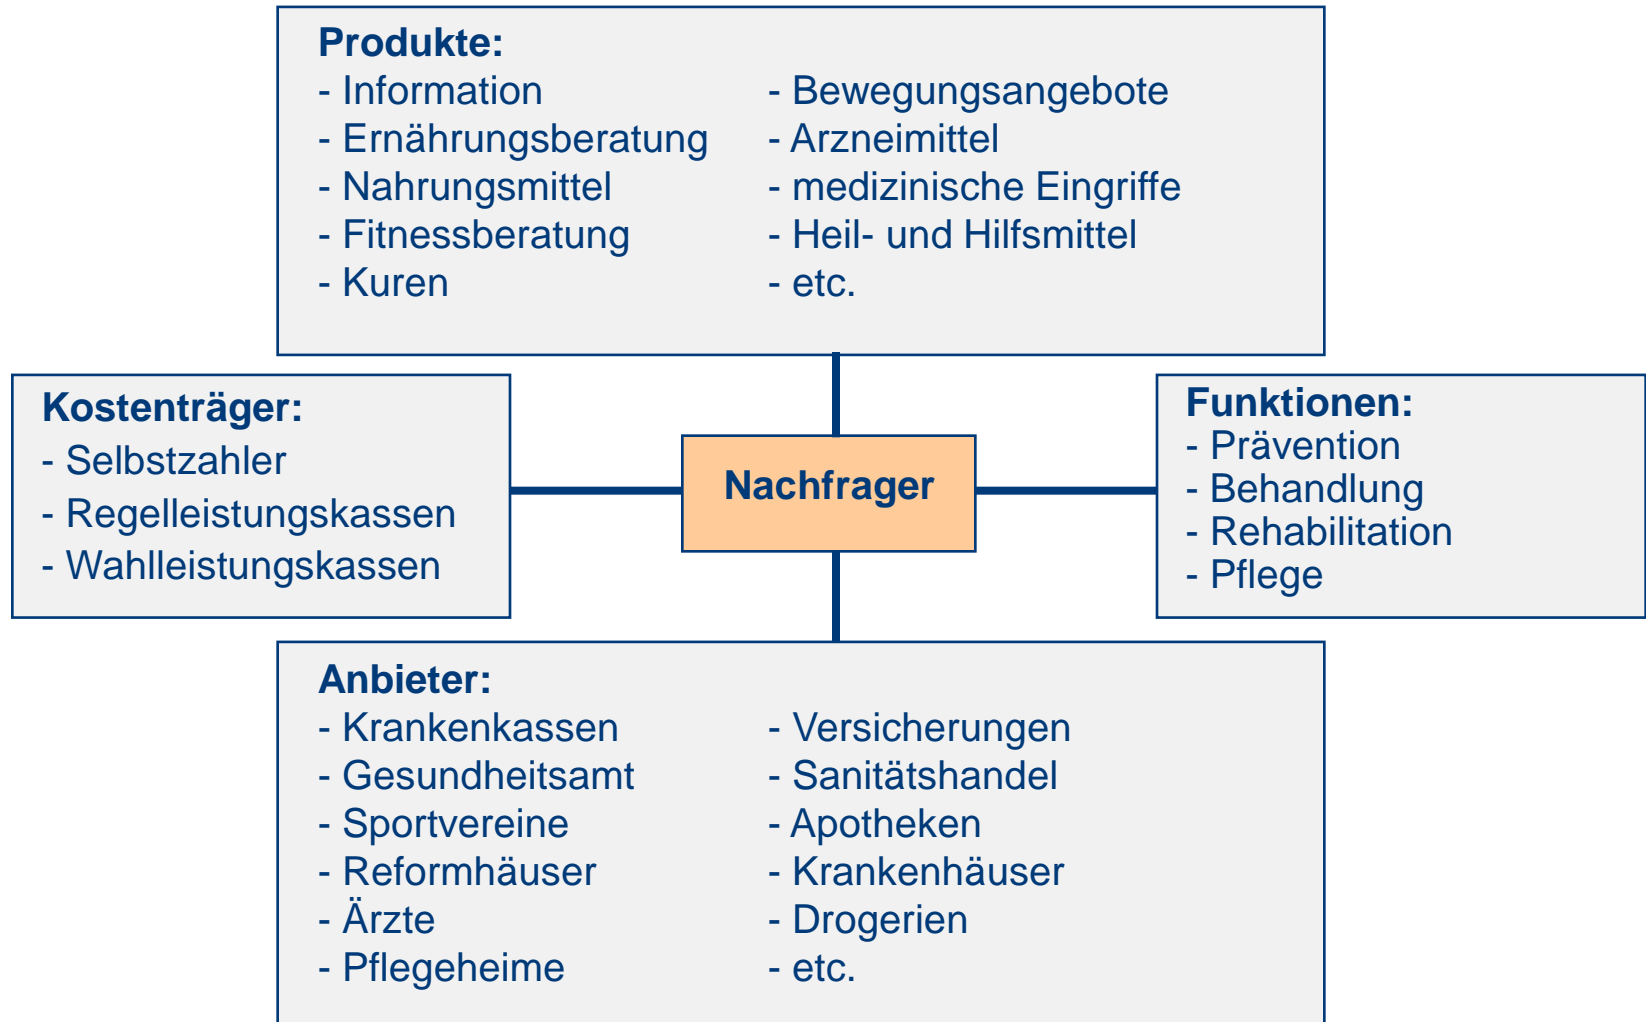 Produkte:
- Information
- Ernährungsberatung
- Nahrungsmittel
- Fitnessberatung
- Kuren
- Bewegungsangebote
- Arzneimittel
- medizinische Eingriffe
- Heil- und Hilfsmittel
- etc.
Kostenträger:
- Selbstzahler
- Regelleistungskassen
- Wahlleistungskassen
Nachfrager
Funktionen:
- Prävention
- Behandlung
- Rehabilitation
- Pflege
Anbieter:
- Krankenkassen
- Gesundheitsamt
- Sportvereine
- Reformhäuser
- Ärzte
- Pflegeheime
- Versicherungen
- Sanitätshandel
- Apotheken
- Krankenhäuser
- Drogerien
- etc.